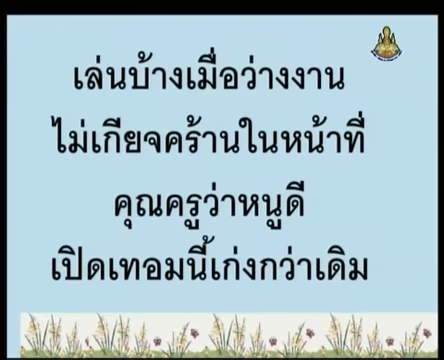 เล่นบ้างเมื่อว่างงาน
ไม่เกียจคร้านในหน้าที่
คุณครูว่าหนูดี
เปิดเทอมนี้เก่งกว่าเดิม